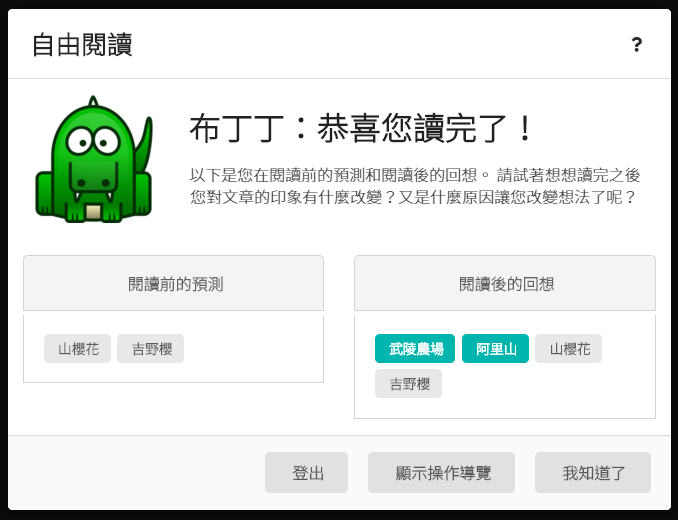 自由閱讀
?
布丁丁：恭喜您讀完了！
以下是您在閱讀前的預測和閱讀後的回想。 請試著想想讀完之後
您對文章的印象有什麼改變？又是什麼原因讓您改變想法了呢？
閱讀前的預測
閱讀後的回想
山櫻花 吉野櫻
武陵農場 阿里山 山櫻花
吉野櫻
登出 顯示操作導覽 我知道了